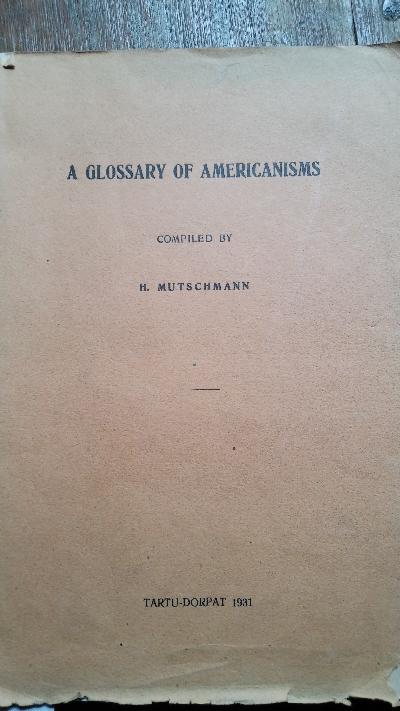 A GLOSSARY OF AMERICANISMS
COMPILED BY
H. MUTSCHMANN
TARTU-DORPAT 1931